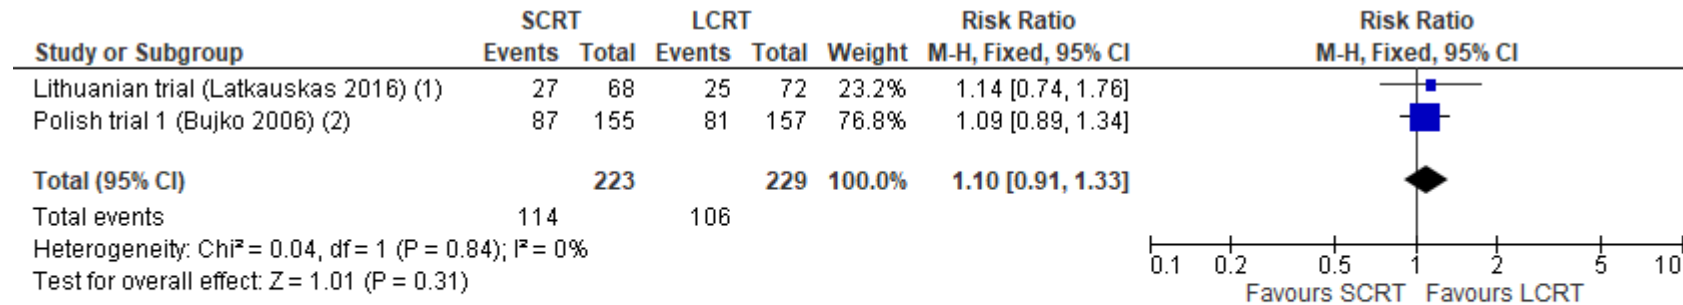 SCRT LCRT Risk Ratio Risk Ratio
Study or Subgroup Events Total Events Total Weight M-H, Fixed, 95% CI M-H, Fixed, 95% CI
Lithuanian trial (Latkauskas 2016) (1) 27 68 25 72 23.2% 1.14 [0.74, 1.76]
Polish trial 1 (Bujko 2006) (2) 87 155 81 157 76.8% 1.09 [0.89, 1.34]
Total (95% CI) 223 229 100.0% 1.10 [0.91, 1.33]
Total events 114 106
Heterogeneity: Chi² = 0.04, df = 1 (P = 0.84); I² = 0%
Test for overall effect: Z = 1.01 (P = 0.31)
0.1 0.2 0.5 1 2 5 10
Favours SCRT Favours LCRT